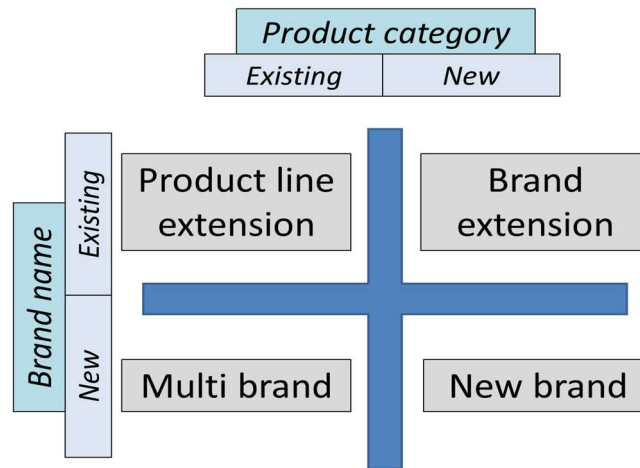 Product category
Existing
New
Brand name
Existing
New
Product line
extension
Brand
extension
Multi brand
New brand